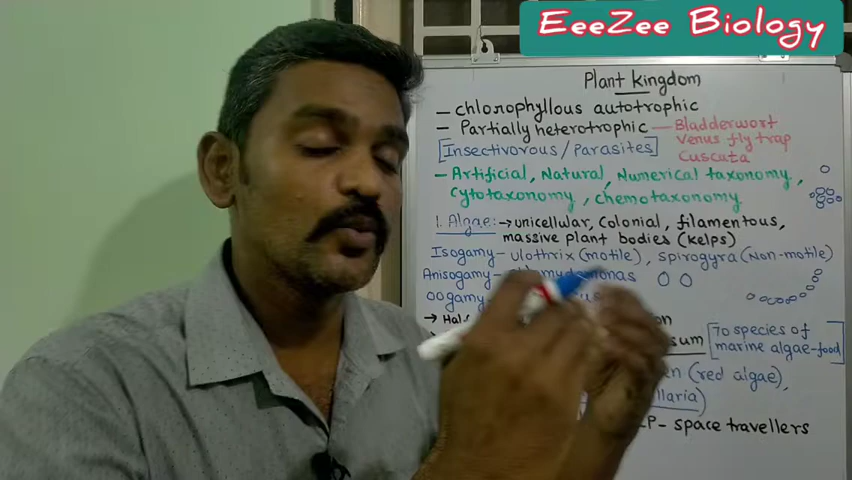 EeeZee Biology
Plant kingdom
- chlorophyllous autotrophic
- Partially heterotrophic - Bladderwort
Venus fly trap
[Insectivorous/Parasites] Cuscata
- Artificial, Natural, Numerical taxonomy,
Cytotaxonomy, chemotaxonomy
1. Algae: → unicellular, Colonial, filamentous,
massive plant bodies (kelps)
Isogamy - ulothrix (motile), spirogyra (Non-motile)
Anisogamy -
oogamy -
[70 species of
marine algae - food]
(red algae),
- space travellers